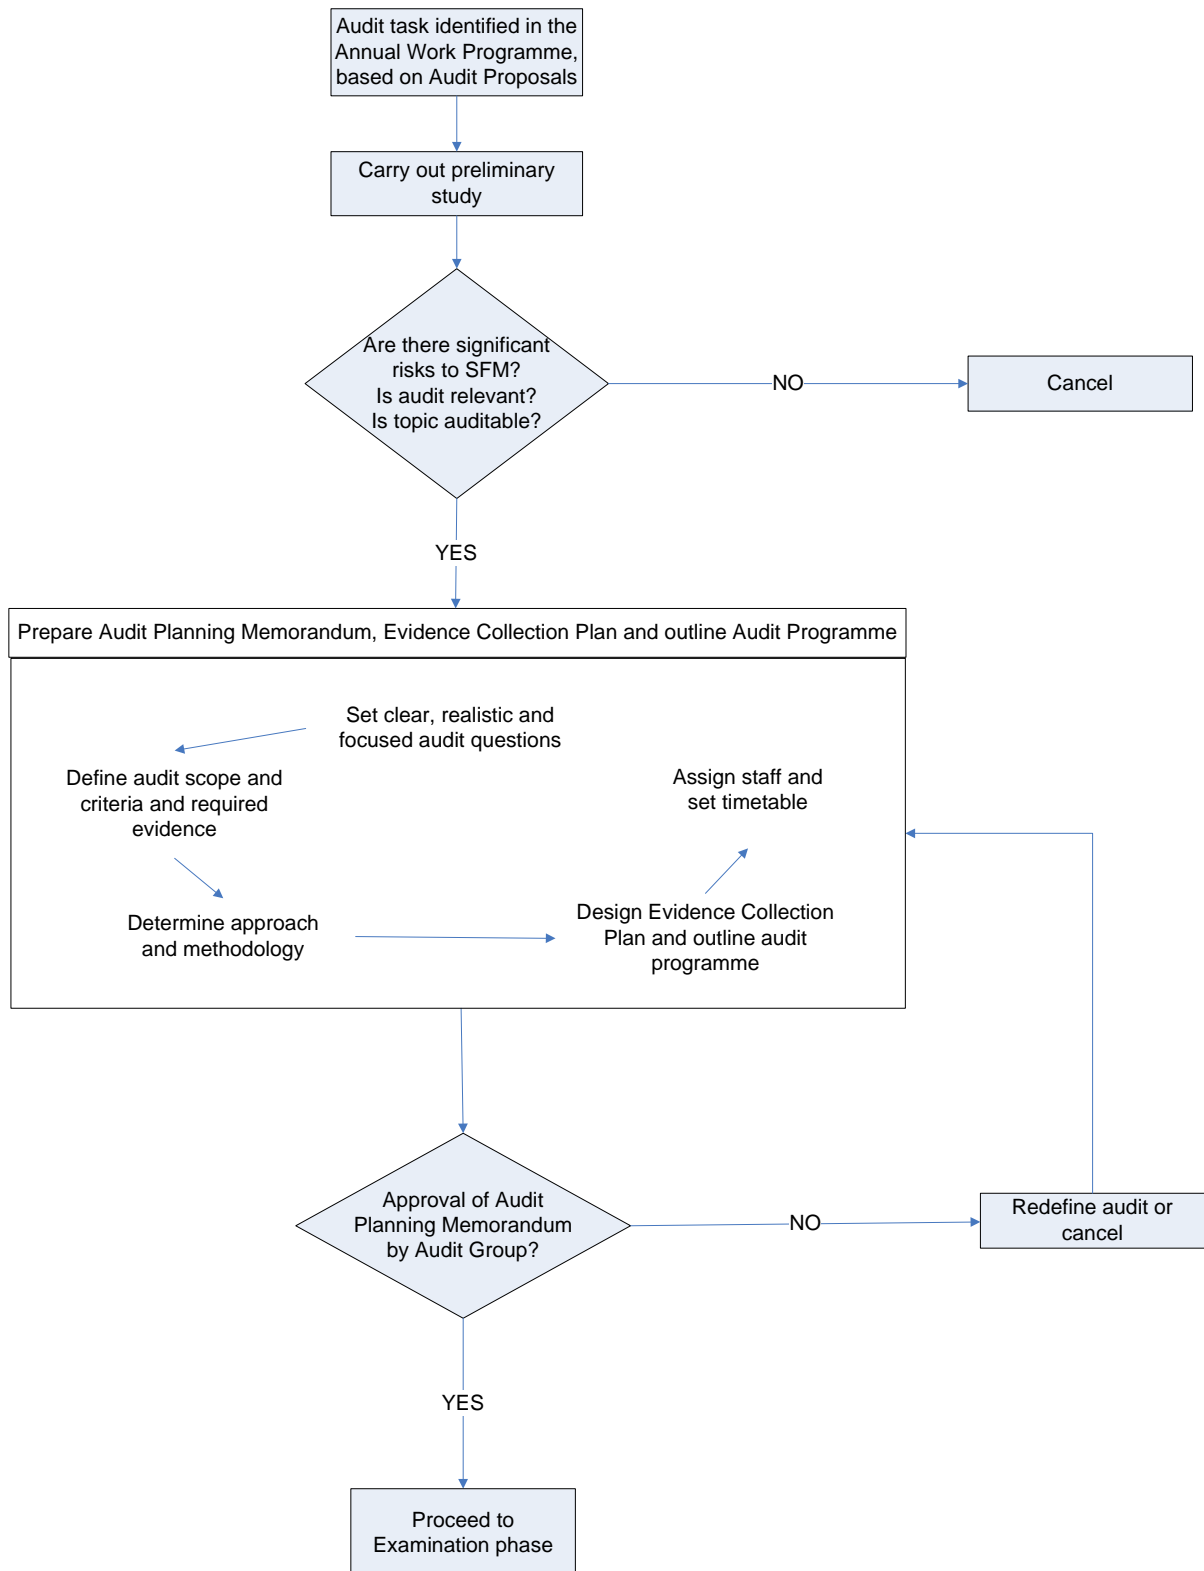 Audit task identified in the
Annual Work Programme,
based on Audit Proposals
Carry out preliminary
study
Are there significant
risks to SFM?
Is audit relevant?
Is topic auditable?
NO
Cancel
YES
Prepare Audit Planning Memorandum, Evidence Collection Plan and outline Audit Programme
Set clear, realistic and
focused audit questions
Define audit scope and
criteria and required
evidence
Assign staff and
set timetable
Determine approach
and methodology
Design Evidence Collection
Plan and outline audit
programme
Approval of Audit
Planning Memorandum
by Audit Group?
NO
Redefine audit or
cancel
YES
Proceed to
Examination phase